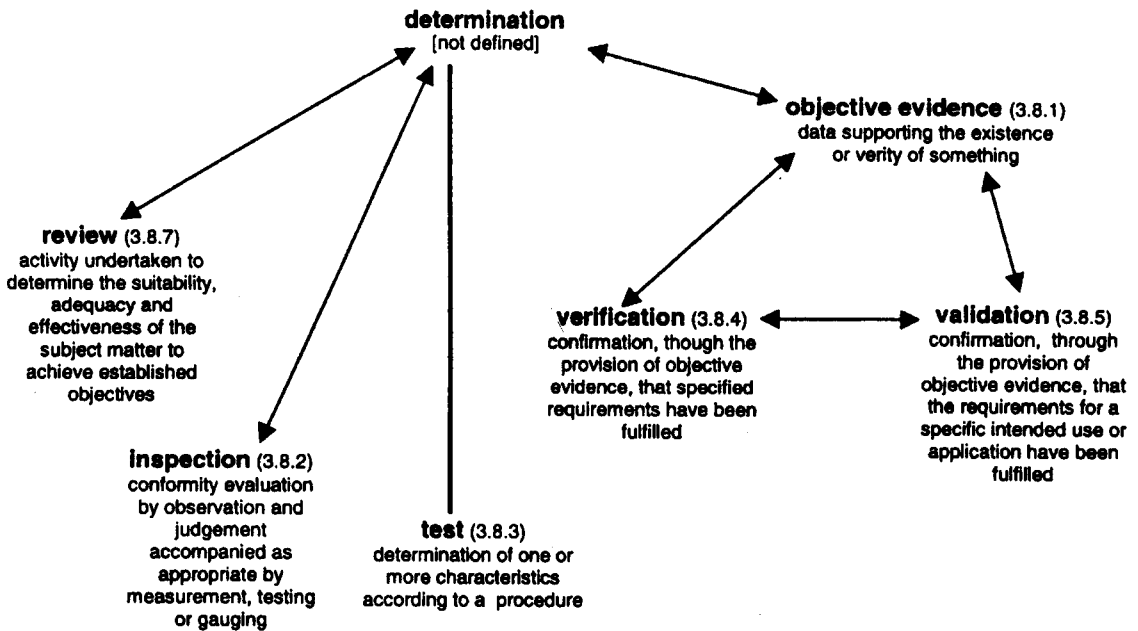 determination
[not defined]
objective evidence (3.8.1)
data supporting the existence
or verity of something
review (3.8.7)
activity undertaken to
determine the suitability,
adequacy and
effectiveness of the
subject matter to
achieve established
objectives
verification (3.8.4)
confirmation, though the
provision of objective
evidence, that specified
requirements have been
fulfilled
validation (3.8.5)
confirmation, through
the provision of
objective evidence, that
the requirements for a
specific intended use or
application have been
fulfilled
inspection (3.8.2)
conformity evaluation
by observation and
judgement
accompanied as
appropriate by
measurement, testing
or gauging
test (3.8.3)
determination of one or
more characteristics
according to a procedure